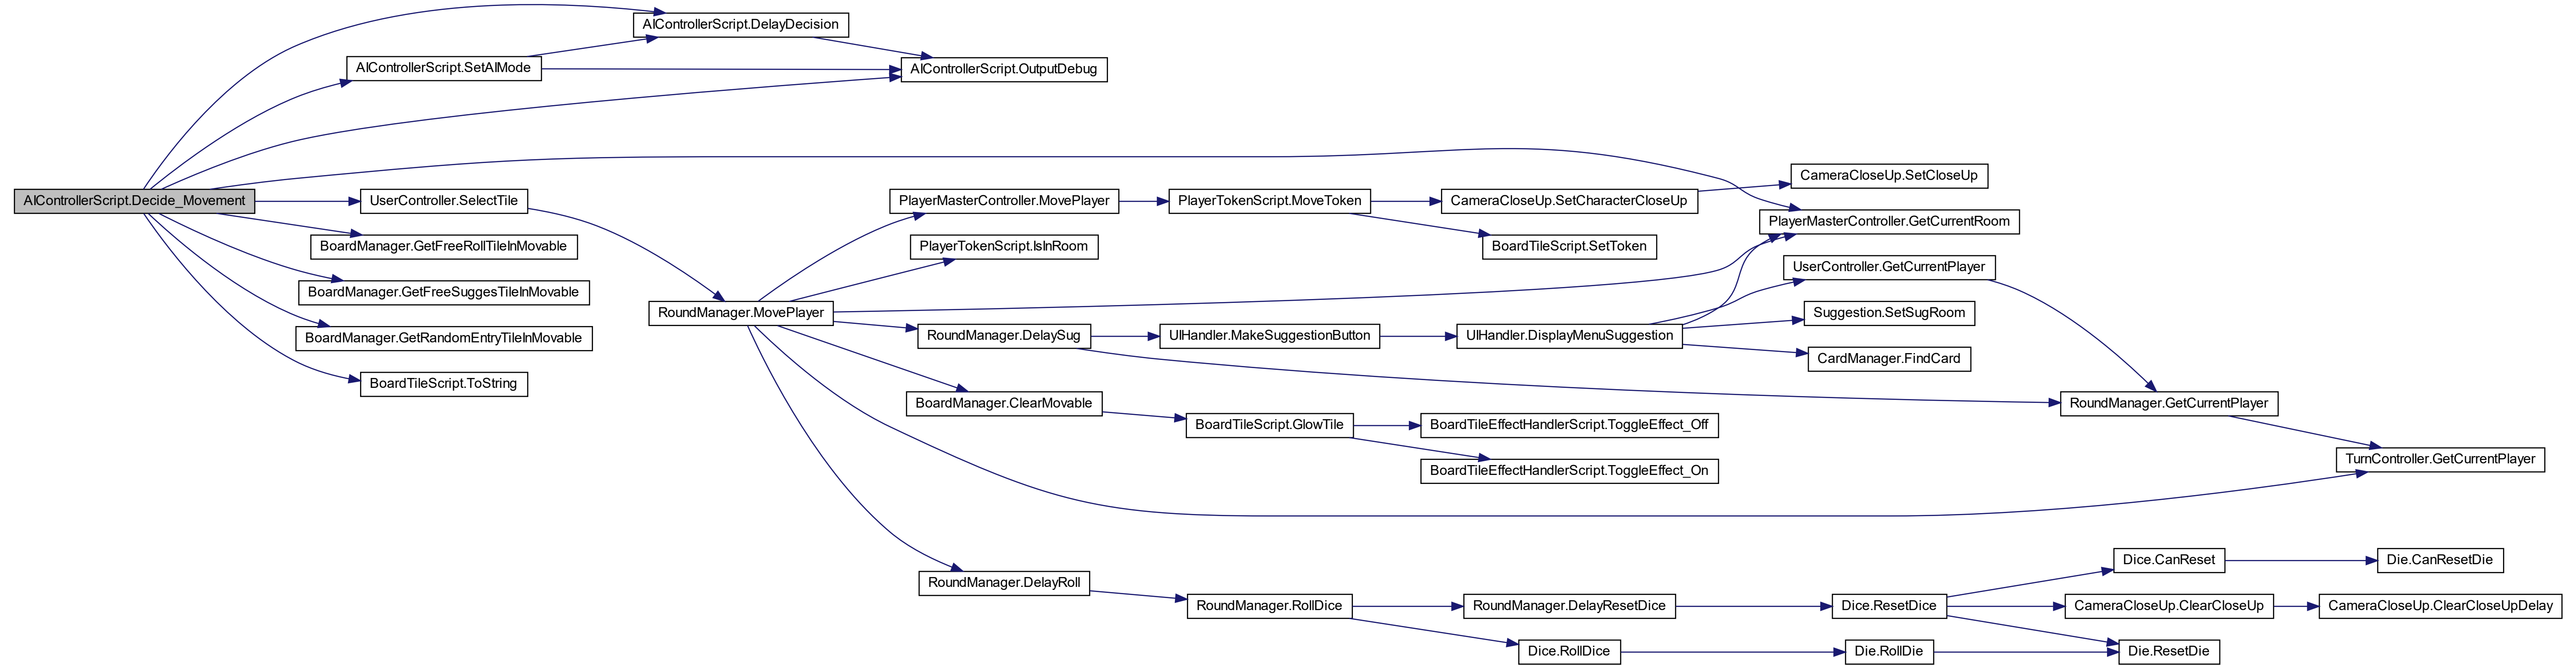 AIControllerScript.DelayDecision
AIControllerScript.SetAIMode
AIControllerScript.OutputDebug
AIControllerScript.Decide_Movement
UserController.SelectTile
BoardManager.GetFreeRollTileInMovable
BoardManager.GetFreeSuggesTileInMovable
BoardManager.GetRandomEntryTileInMovable
BoardTileScript.ToString
RoundManager.MovePlayer
PlayerMasterController.MovePlayer
PlayerTokenScript.MoveToken
CameraCloseUp.SetCharacterCloseUp
CameraCloseUp.SetCloseUp
BoardTileScript.SetToken
PlayerTokenScript.IsInRoom
PlayerMasterController.GetCurrentRoom
RoundManager.DelaySug
UIHandler.MakeSuggestionButton
UIHandler.DisplayMenuSuggestion
UserController.GetCurrentPlayer
Suggestion.SetSugRoom
CardManager.FindCard
RoundManager.GetCurrentPlayer
TurnController.GetCurrentPlayer
BoardManager.ClearMovable
BoardTileScript.GlowTile
BoardTileEffectHandlerScript.ToggleEffect_Off
BoardTileEffectHandlerScript.ToggleEffect_On
RoundManager.DelayRoll
RoundManager.RollDice
RoundManager.DelayResetDice
Dice.ResetDice
Dice.CanReset
Die.CanResetDie
CameraCloseUp.ClearCloseUp
CameraCloseUp.ClearCloseUpDelay
Dice.RollDice
Die.RollDie
Die.ResetDie